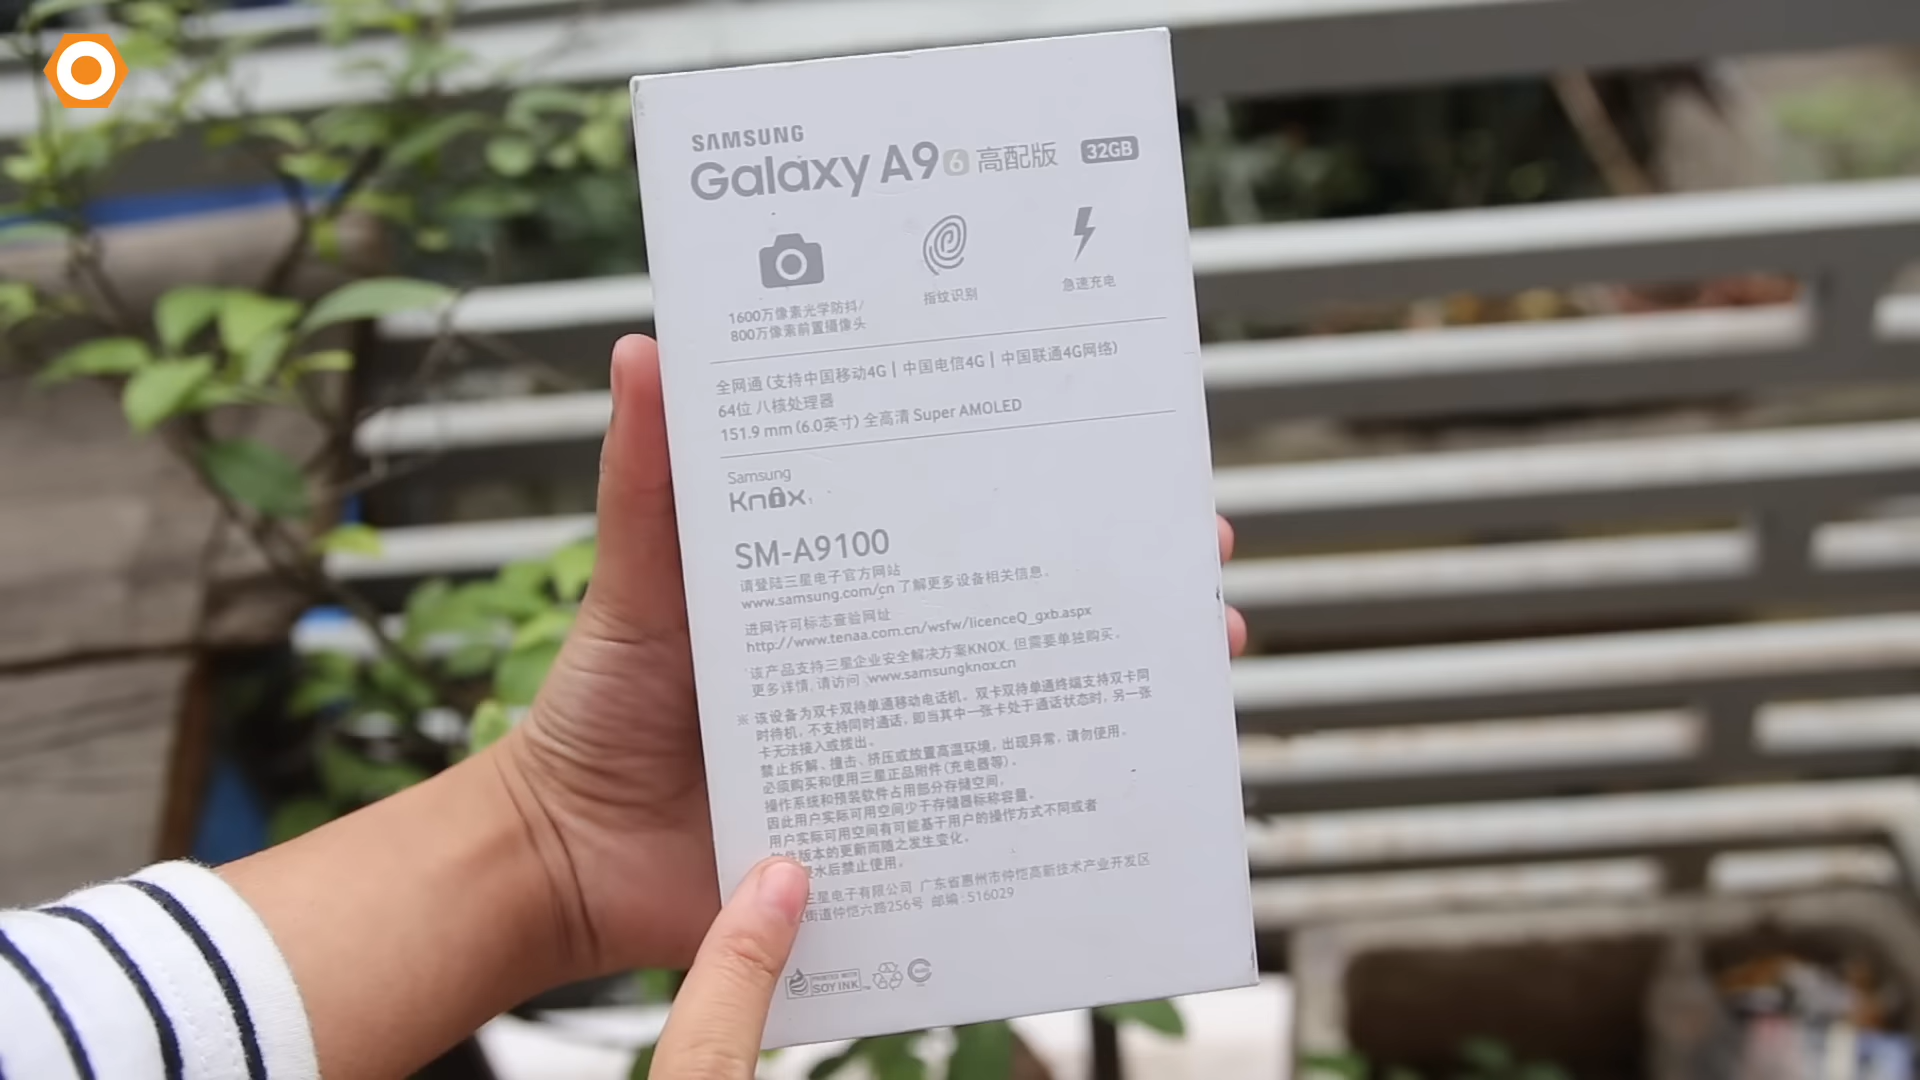 SAMSUNG
Galaxy A9 6 高配版 32GB
1600万像素光学防抖/
800万像素前置摄像头
指纹识别
急速充电
全网通 (支持中国移动4G | 中国电信4G | 中国联通4G网络)
64位 八核处理器
151.9 mm (6.0英寸) 全高清 Super AMOLED
Samsung
Knox
SM-A9100
请登陆三星电子官方网站
www.samsung.com/cn 了解更多设备相关信息。
进网许可标志查验网址
http://www.tenaa.com.cn/wsfw/licenceQ_gxb.aspx
*该产品支持三星企业安全解决方案KNOX, 但需要单独购买。
更多详情, 请访问 www.samsungknox.cn
※ 该设备为双卡双待单通移动电话机。双卡双待单通终端支持双卡同
时待机, 不支持同时通话, 即当其中一张卡处于通话状态时, 另一张
卡无法接入或拨出。
禁止拆解、撞击、挤压或放置高温环境, 出现异常, 请勿使用。
必须购买和使用三星正品附件(充电器等)。
操作系统和预装软件占用部分存储空间,
因此用户实际可用空间少于存储器标称容量。
用户实际可用空间有可能基于用户的操作方式不同或者
软件版本的更新而随之发生变化。
浸水后禁止使用。
三星电子有限公司 广东省惠州市仲恺高新技术产业开发区
街道仲恺六路256号 邮编:516029
PRINTED WITH
SOY INK